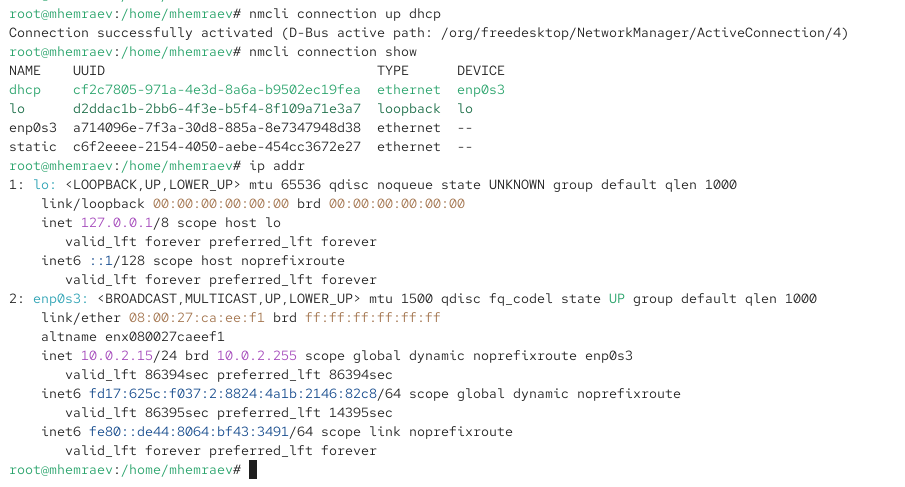 root@mhemraev:/home/mhemraev# nmcli connection up dhcp
Connection successfully activated (D-Bus active path: /org/freedesktop/NetworkManager/ActiveConnection/4)
root@mhemraev:/home/mhemraev# nmcli connection show
NAME    UUID                                  TYPE      DEVICE
dhcp    cf2c7805-971a-4e3d-8a6a-b9502ec19fea  ethernet  enp0s3
lo      d2ddac1b-2bb6-4f3e-b5f4-8f109a71e3a7  loopback  lo
enp0s3  a714096e-7f3a-30d8-885a-8e7347948d38  ethernet  --
static  c6f2eeee-2154-4050-aebe-454cc3672e27  ethernet  --
root@mhemraev:/home/mhemraev# ip addr
1: lo: <LOOPBACK,UP,LOWER_UP> mtu 65536 qdisc noqueue state UNKNOWN group default qlen 1000
    link/loopback 00:00:00:00:00:00 brd 00:00:00:00:00:00
    inet 127.0.0.1/8 scope host lo
       valid_lft forever preferred_lft forever
    inet6 ::1/128 scope host noprefixroute
       valid_lft forever preferred_lft forever
2: enp0s3: <BROADCAST,MULTICAST,UP,LOWER_UP> mtu 1500 qdisc fq_codel state UP group default qlen 1000
    link/ether 08:00:27:ca:ee:f1 brd ff:ff:ff:ff:ff:ff
    altname enx080027caeef1
    inet 10.0.2.15/24 brd 10.0.2.255 scope global dynamic noprefixroute enp0s3
       valid_lft 86394sec preferred_lft 86394sec
    inet6 fd17:625c:f037:2:8824:4a1b:2146:82c8/64 scope global dynamic noprefixroute
       valid_lft 86395sec preferred_lft 14395sec
    inet6 fe80::de44:8064:bf43:3491/64 scope link noprefixroute
       valid_lft forever preferred_lft forever
root@mhemraev:/home/mhemraev#